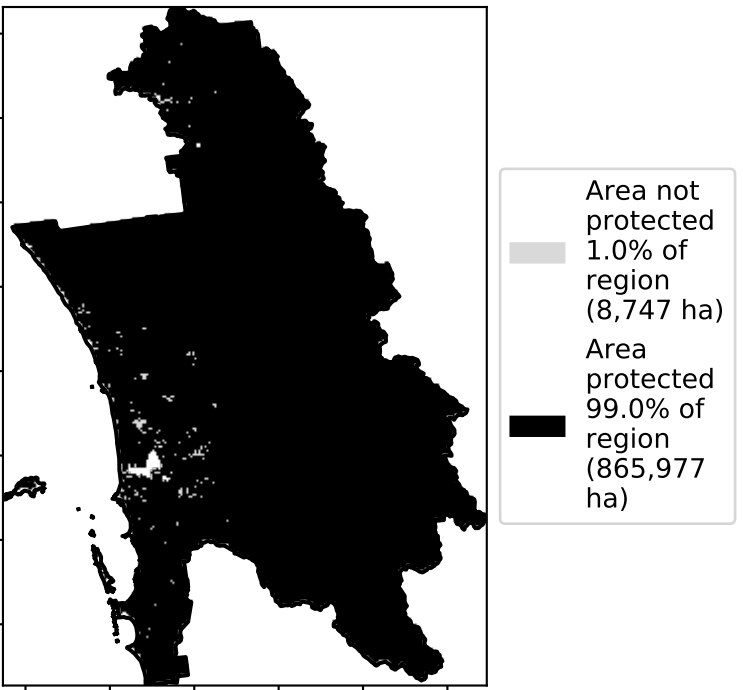 Area not
protected
1.0% of
region
(8,747 ha)
Area
protected
99.0% of
region
(865,977
ha)